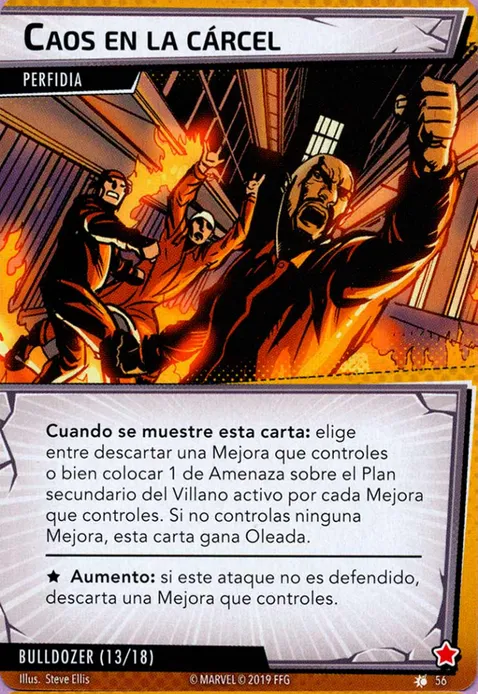 CAOS EN LA CÁRCEL
PERFIDIA
Cuando se muestre esta carta: elige
entre descartar una Mejora que controles
o bien colocar 1 de Amenaza sobre el Plan
secundario del Villano activo por cada Mejora
que controles. Si no controlas ninguna
Mejora, esta carta gana Oleada.
★ Aumento: si este ataque no es defendido,
descarta una Mejora que controles.
BULLDOZER (13/18)
Illus. Steve Ellis © MARVEL © 2019 FFG 56